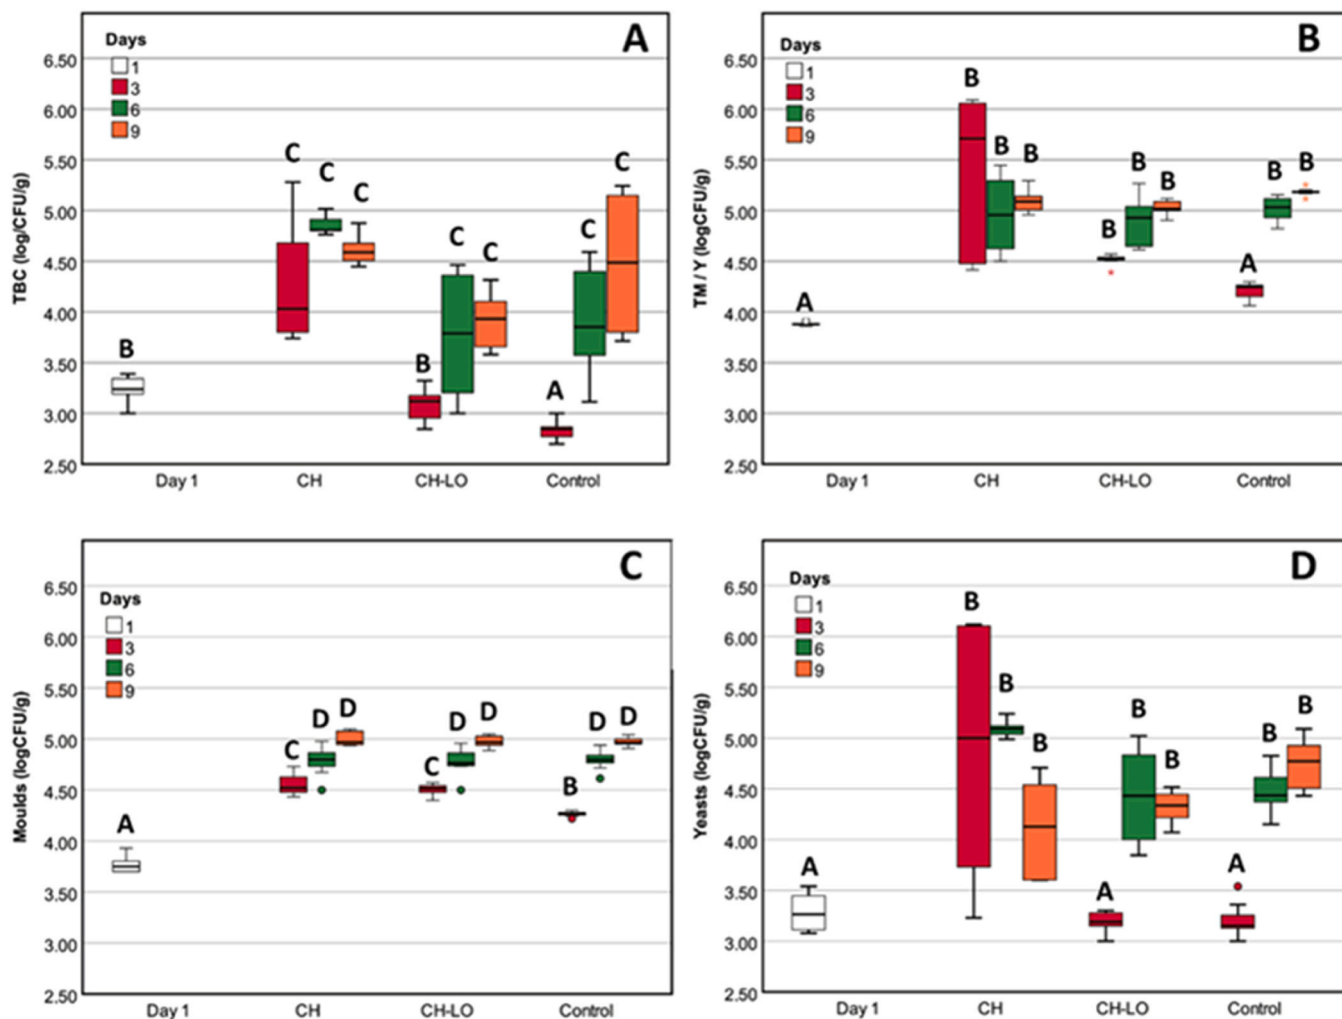 A
Days
1
3
6
9
TBC (log/CFU/g)
6.50
6.00
5.50
5.00
4.50
4.00
3.50
3.00
2.50
B
C
C
C
B
C
C
A
C
C
Day 1
CH
CH-LO
Control
B
Days
1
3
6
9
TM / Y (logCFU/g)
6.50
6.00
5.50
5.00
4.50
4.00
3.50
3.00
2.50
A
B
B
B
B
B
B
A
B
B
Day 1
CH
CH-LO
Control
C
Days
1
3
6
9
Moulds (logCFU/g)
6.50
6.00
5.50
5.00
4.50
4.00
3.50
3.00
2.50
A
C
D
D
C
D
D
B
D
D
Day 1
CH
CH-LO
Control
D
Days
1
3
6
9
Yeasts (logCFU/g)
6.50
6.00
5.50
5.00
4.50
4.00
3.50
3.00
2.50
A
B
B
B
A
B
B
A
B
B
Day 1
CH
CH-LO
Control